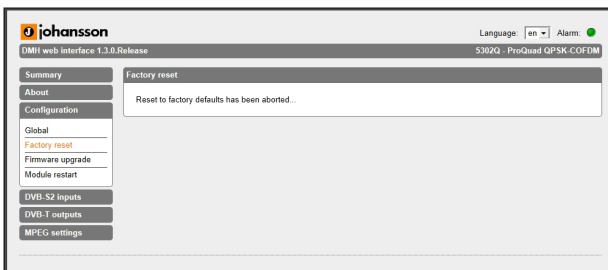 johansson
Language: en Alarm:
DMH web interface 1.3.0.Release
5302Q - ProQuad QPSK-COFDM
Summary
About
Configuration
Global
Factory reset
Firmware upgrade
Module restart
DVB-S2 inputs
DVB-T outputs
MPEG settings
Factory reset
Reset to factory defaults has been aborted...